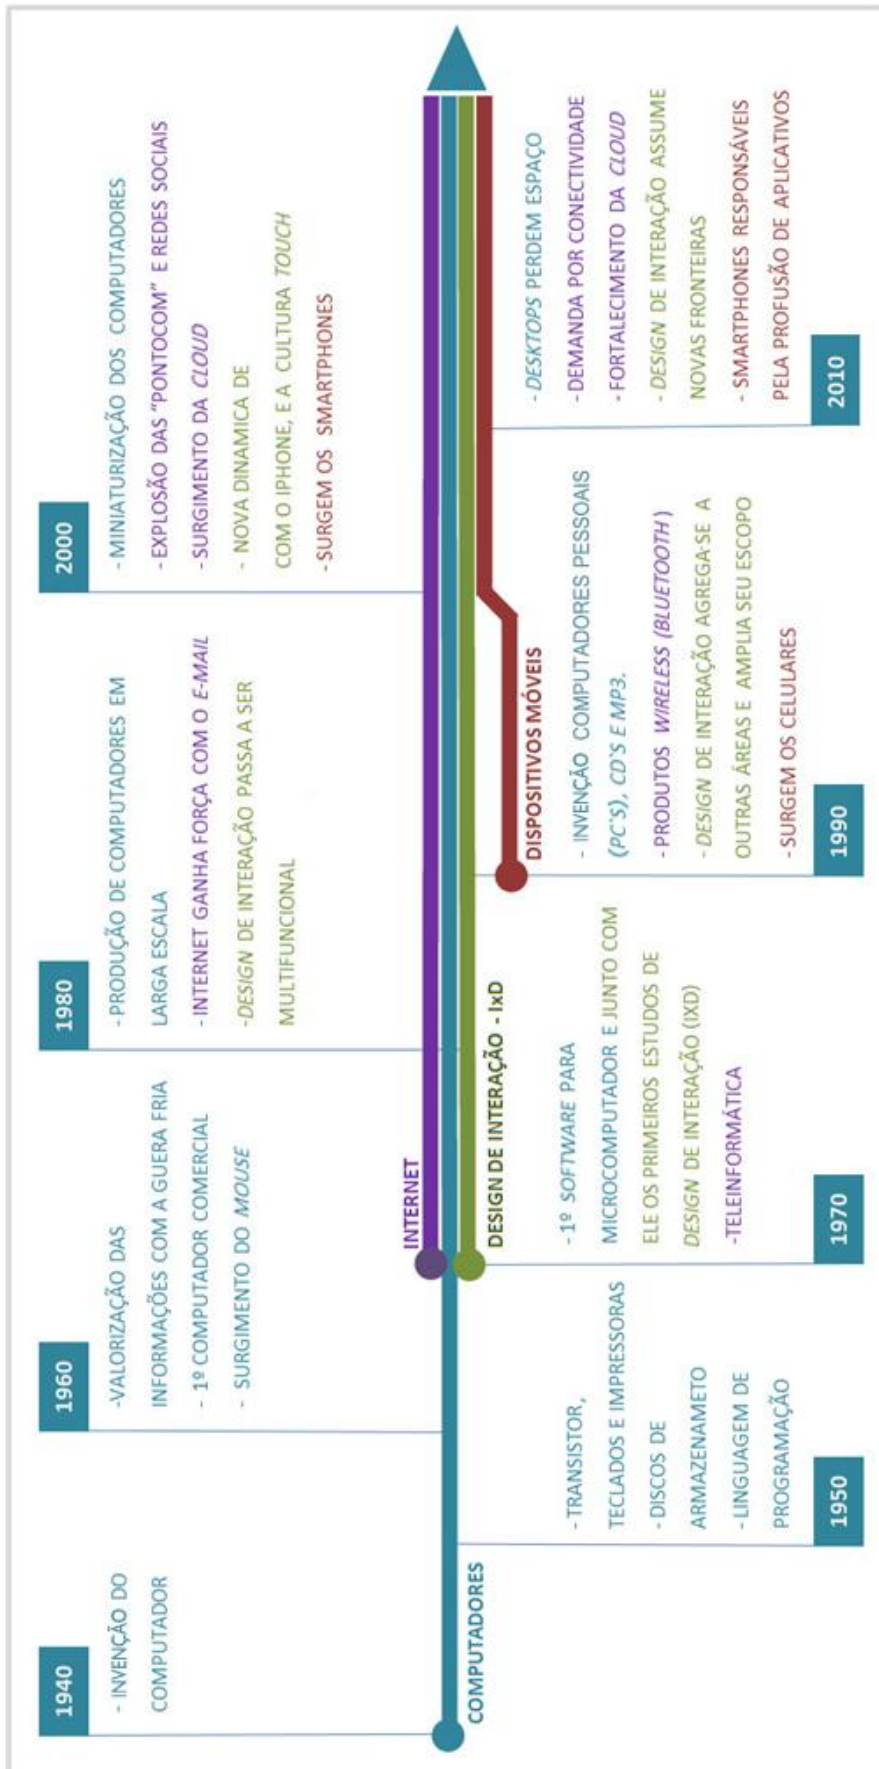 1940
- INVENÇÃO DO
COMPUTADOR
1960
-VALORIZAÇÃO DAS
INFORMAÇÕES COM A GUERA FRIA
- 1º COMPUTADOR COMERCIAL
- SURGIMENTO DO MOUSE
1980
- PRODUÇÃO DE COMPUTADORES EM
LARGA ESCALA
- INTERNET GANHA FORÇA COM O E-MAIL
-DESIGN DE INTERAÇÃO PASSA A SER
MULTIFUNCIONAL
2000
- MINIATURIZAÇÃO DOS COMPUTADORES
- EXPLOSÃO DAS "PONTOCOM" E REDES SOCIAIS
- SURGIMENTO DA CLOUD
- NOVA DINAMICA DE
COM O IPHONE, E A CULTURA TOUCH
- SURGEM OS SMARTPHONES
INTERNET
COMPUTADORES
DESIGN DE INTERAÇÃO - IxD
DISPOSITIVOS MÓVEIS
- TRANSISTOR,
TECLADOS E IMPRESSORAS
- DISCOS DE
ARMAZENAMETO
- LINGUAGEM DE
PROGRAMAÇÃO
1950
- 1º SOFTWARE PARA
MICROCOMPUTADOR E JUNTO COM
ELE OS PRIMEIROS ESTUDOS DE
DESIGN DE INTERAÇÃO (IXD)
-TELEINFORMÁTICA
1970
- INVENÇÃO COMPUTADORES PESSOAIS
(PC`S), CD`S E MP3.
- PRODUTOS WIRELESS (BLUETOOTH )
- DESIGN DE INTERAÇÃO AGREGA-SE A
OUTRAS ÁREAS E AMPLIA SEU ESCOPO
- SURGEM OS CELULARES
1990
- DESKTOPS PERDEM ESPAÇO
- DEMANDA POR CONECTIVIDADE
- FORTALECIMENTO DA CLOUD
- DESIGN DE INTERAÇÃO ASSUME
NOVAS FRONTEIRAS
- SMARTPHONES RESPONSÁVEIS
PELA PROFUSÃO DE APLICATIVOS
2010